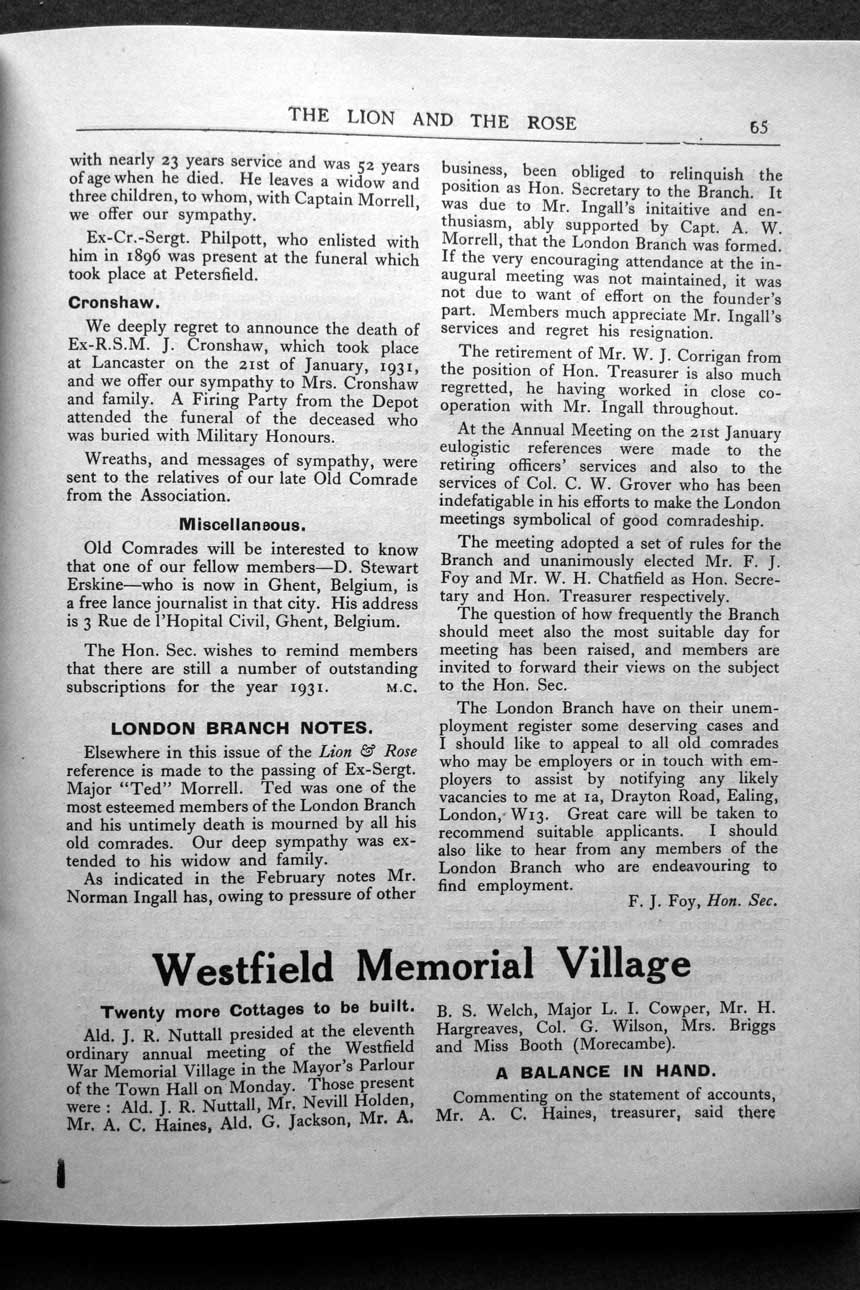 THE LION AND THE ROSE 65
with nearly 23 years service and was 52 years
of age when he died. He leaves a widow and
three children, to whom, with Captain Morrell,
we offer our sympathy.
Ex-Cr.-Sergt. Philpott, who enlisted with
him in 1896 was present at the funeral which
took place at Petersfield.
Cronshaw.
We deeply regret to announce the death of
Ex-R.S.M. J. Cronshaw, which took place
at Lancaster on the 21st of January, 1931,
and we offer our sympathy to Mrs. Cronshaw
and family. A Firing Party from the Depot
attended the funeral of the deceased who
was buried with Military Honours.
Wreaths, and messages of sympathy, were
sent to the relatives of our late Old Comrade
from the Association.
Miscellaneous.
Old Comrades will be interested to know
that one of our fellow members—D. Stewart
Erskine—who is now in Ghent, Belgium, is
a free lance journalist in that city. His address
is 3 Rue de l'Hopital Civil, Ghent, Belgium.
The Hon. Sec. wishes to remind members
that there are still a number of outstanding
subscriptions for the year 1931. M.C.
LONDON BRANCH NOTES.
Elsewhere in this issue of the Lion & Rose
reference is made to the passing of Ex-Sergt.
Major "Ted" Morrell. Ted was one of the
most esteemed members of the London Branch
and his untimely death is mourned by all his
old comrades. Our deep sympathy was ex-
tended to his widow and family.
As indicated in the February notes Mr.
Norman Ingall has, owing to pressure of other
business, been obliged to relinquish the
position as Hon. Secretary to the Branch. It
was due to Mr. Ingall's initaitive and en-
thusiasm, ably supported by Capt. A. W.
Morrell, that the London Branch was formed.
If the very encouraging attendance at the in-
augural meeting was not maintained, it was
not due to want of effort on the founder's
part. Members much appreciate Mr. Ingall's
services and regret his resignation.
The retirement of Mr. W. J. Corrigan from
the position of Hon. Treasurer is also much
regretted, he having worked in close co-
operation with Mr. Ingall throughout.
At the Annual Meeting on the 21st January
eulogistic references were made to the
retiring officers' services and also to the
services of Col. C. W. Grover who has been
indefatigable in his efforts to make the London
meetings symbolical of good comradeship.
The meeting adopted a set of rules for the
Branch and unanimously elected Mr. F. J.
Foy and Mr. W. H. Chatfield as Hon. Secre-
tary and Hon. Treasurer respectively.
The question of how frequently the Branch
should meet also the most suitable day for
meeting has been raised, and members are
invited to forward their views on the subject
to the Hon. Sec.
The London Branch have on their unem-
ployment register some deserving cases and
I should like to appeal to all old comrades
who may be employers or in touch with em-
ployers to assist by notifying any likely
vacancies to me at 1a, Drayton Road, Ealing,
London, W13. Great care will be taken to
recommend suitable applicants. I should
also like to hear from any members of the
London Branch who are endeavouring to
find employment.
F. J. Foy, Hon. Sec.
Westfield Memorial Village
Twenty more Cottages to be built.
Ald. J. R. Nuttall presided at the eleventh
ordinary annual meeting of the Westfield
War Memorial Village in the Mayor's Parlour
of the Town Hall on Monday. Those present
were : Ald. J. R. Nuttall, Mr. Nevill Holden,
Mr. A. C. Haines, Ald. G. Jackson, Mr. A.
B. S. Welch, Major L. I. Cowper, Mr. H.
Hargreaves, Col. G. Wilson, Mrs. Briggs
and Miss Booth (Morecambe).
A BALANCE IN HAND.
Commenting on the statement of accounts,
Mr. A. C. Haines, treasurer, said there